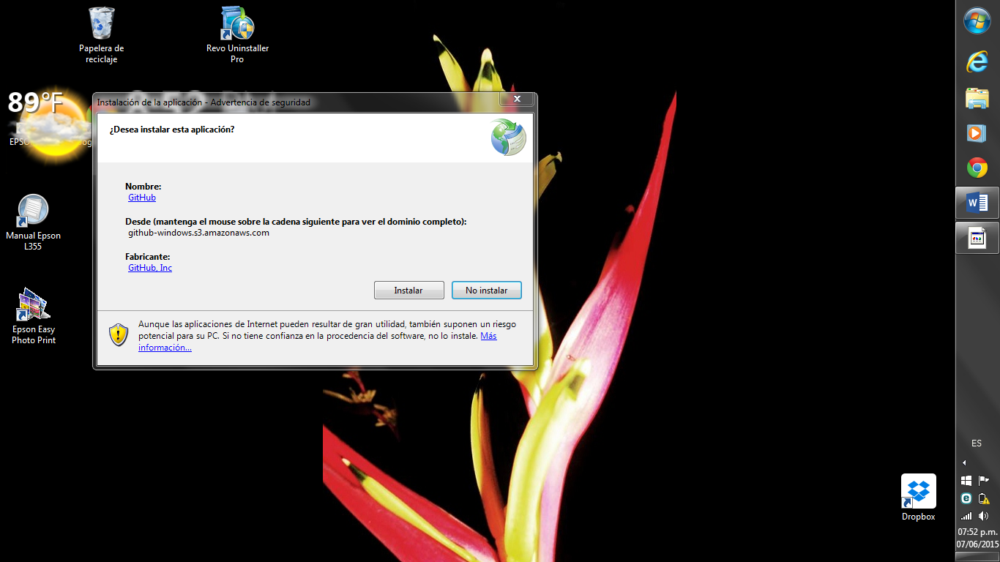 Papelera de
reciclaje
Revo Uninstaller
Pro
89°F
EPSO
Instalación de la aplicación - Advertencia de seguridad
¿Desea instalar esta aplicación?
Nombre:
GitHub
Desde (mantenga el mouse sobre la cadena siguiente para ver el dominio completo):
github-windows.s3.amazonaws.com
Fabricante:
GitHub, Inc
Instalar
No instalar
Aunque las aplicaciones de Internet pueden resultar de gran utilidad, también suponen un riesgo
potencial para su PC. Si no tiene confianza en la procedencia del software, no lo instale. Más
información...
Manual Epson
L355
Epson Easy
Photo Print
Dropbox
ES
07:52 p.m.
07/06/2015